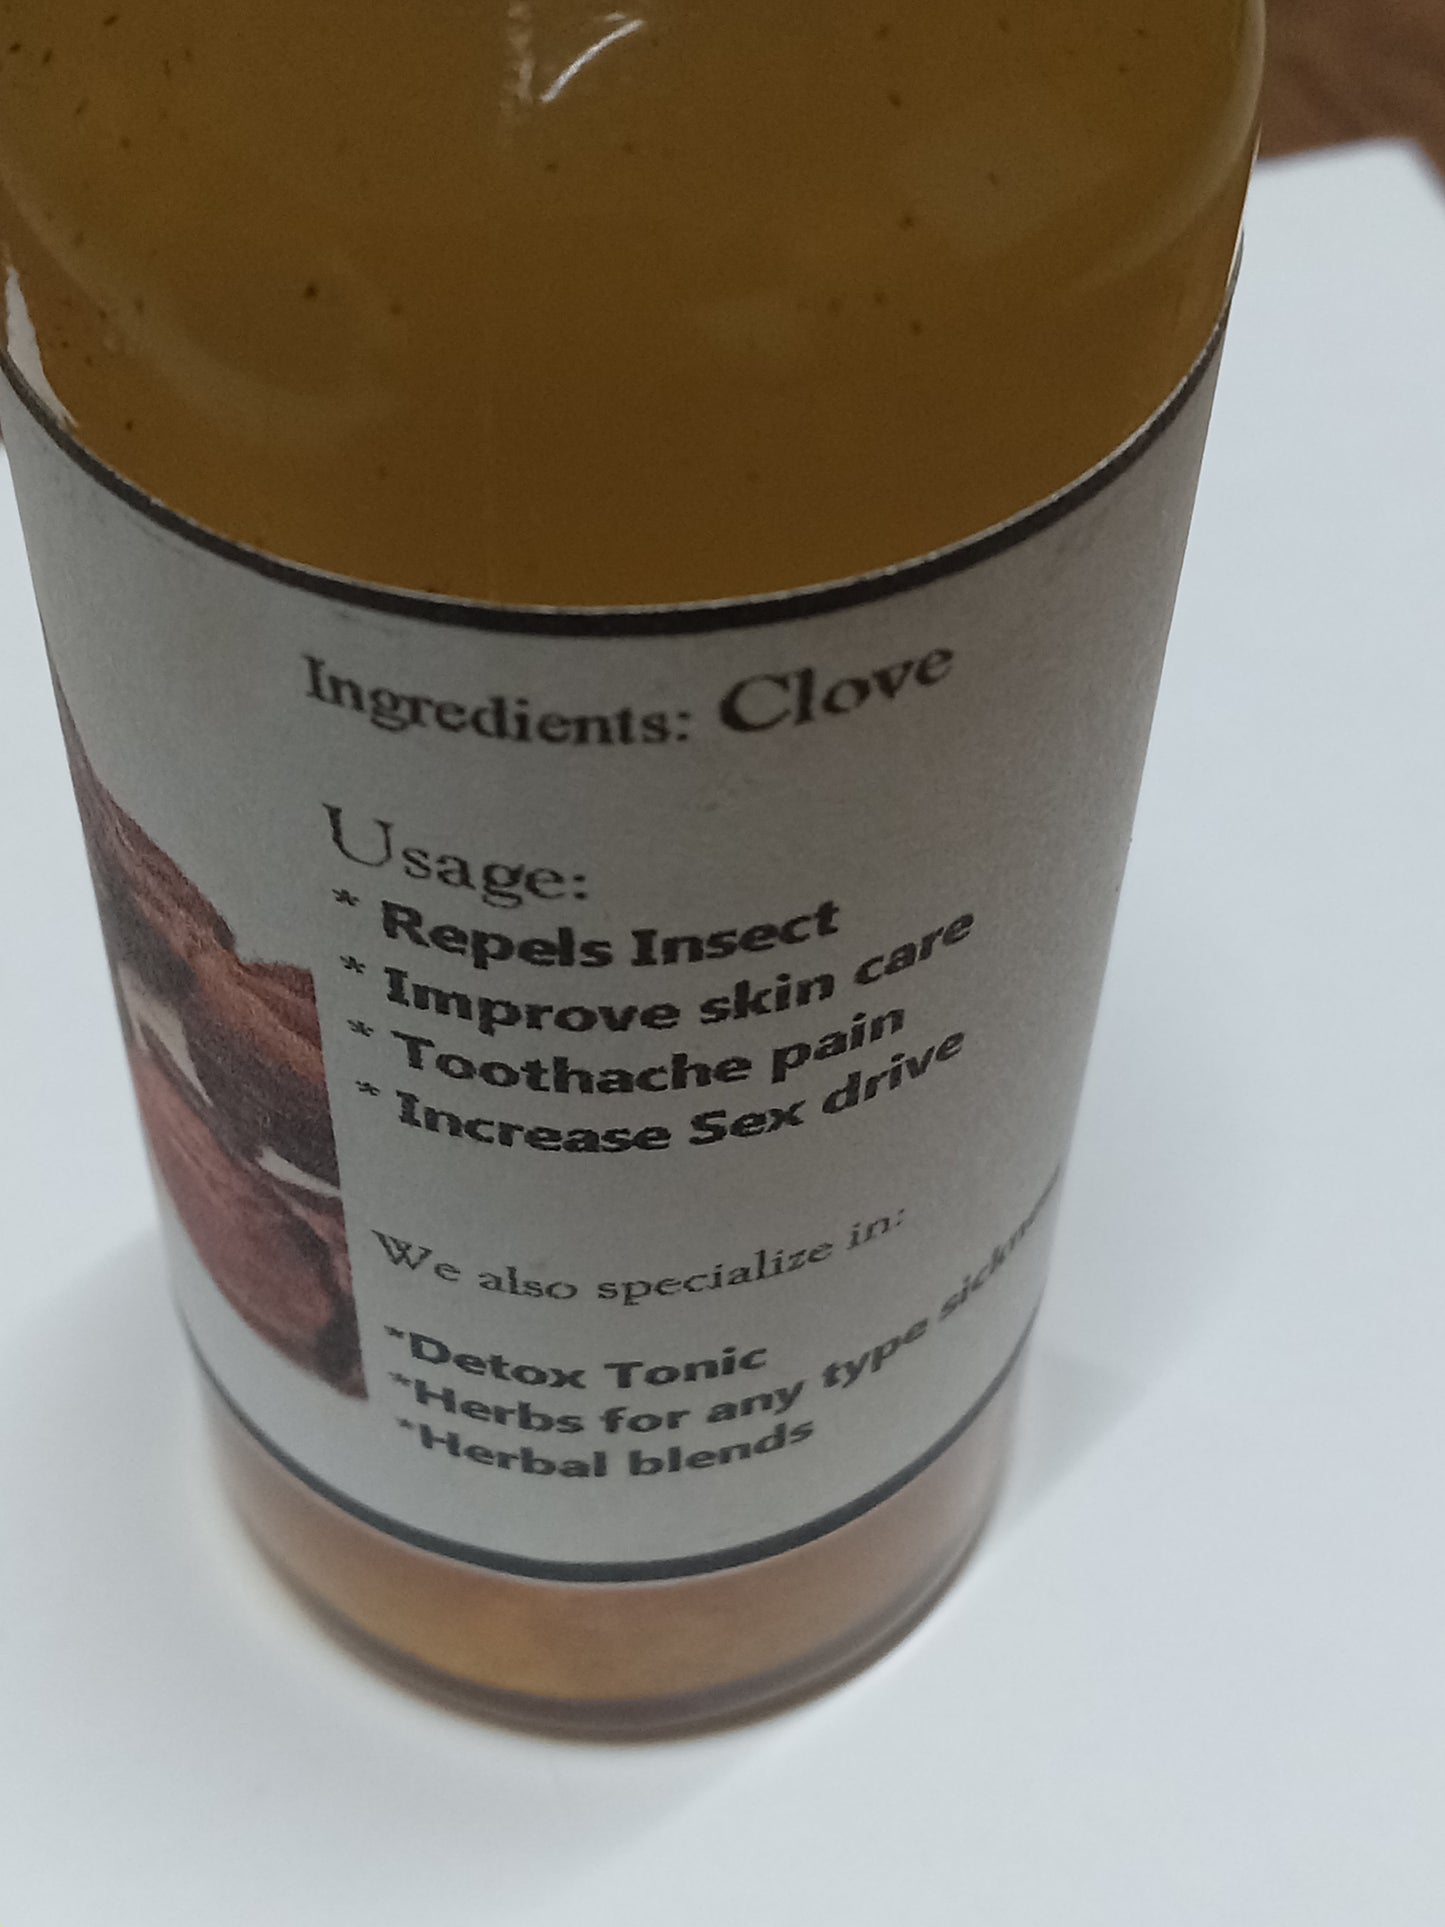 Ingredients: Clove
Usage:
* Repels Insect
* Improve skin care
* Toothache pain
* Increase Sex drive
We also specialize in:
*Detox Tonic
*Herbs for any type
*Herbal blends